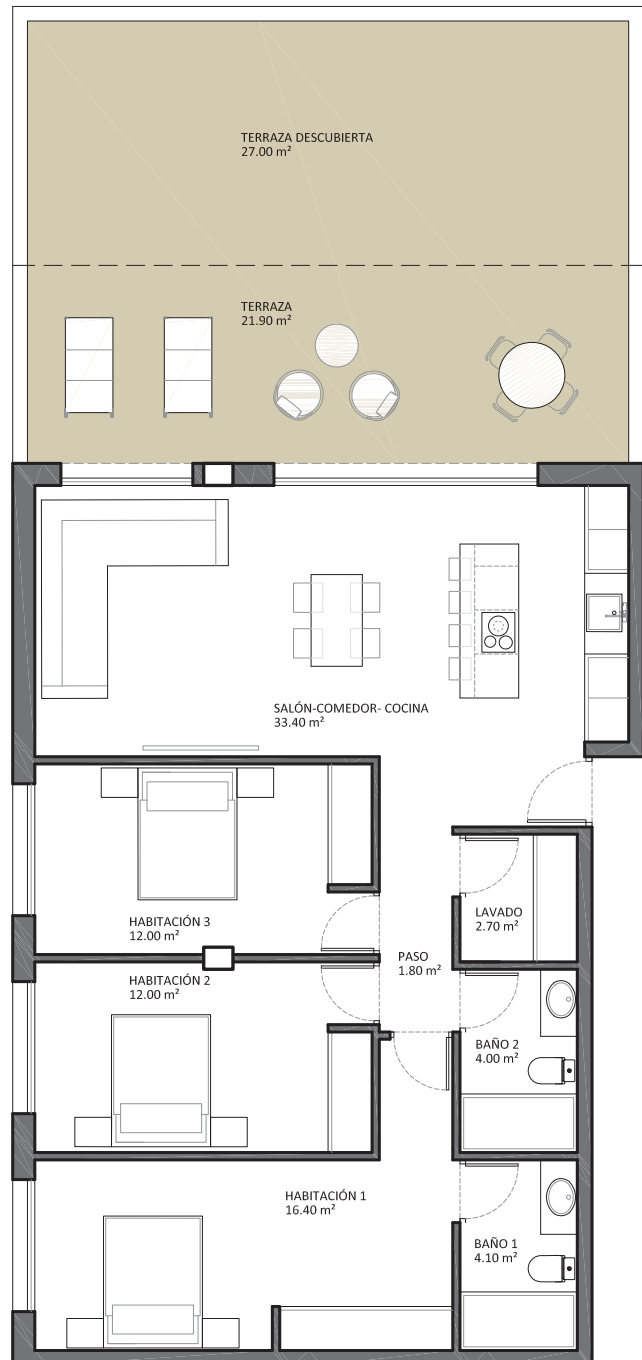 TERRAZA DESCUBIERTA
27.00 m²
TERRAZA
21.90 m²
SALÓN-COMEDOR- COCINA
33.40 m²
HABITACIÓN 3
12.00 m²
LAVADO
2.70 m²
PASO
1.80 m²
HABITACIÓN 2
12.00 m²
BAÑO 2
4.00 m²
HABITACIÓN 1
16.40 m²
BAÑO 1
4.10 m²